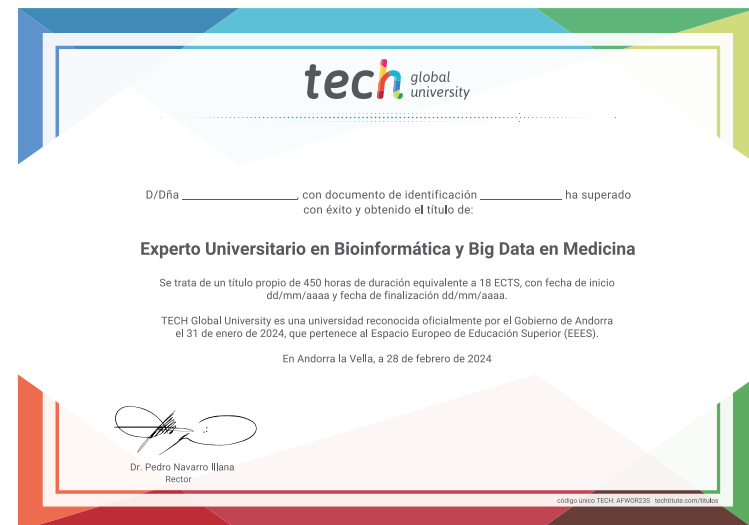 tech global
university
D/Dña ______________, con documento de identificación __________ ha superado
con éxito y obtenido el título de:
Experto Universitario en Bioinformática y Big Data en Medicina
Se trata de un título propio de 450 horas de duración equivalente a 18 ECTS, con fecha de inicio
dd/mm/aaaa y fecha de finalización dd/mm/aaaa.
TECH Global University es una universidad reconocida oficialmente por el Gobierno de Andorra
el 31 de enero de 2024, que pertenece al Espacio Europeo de Educación Superior (EEES).
En Andorra la Vella, a 28 de febrero de 2024
Dr. Pedro Navarro Illana
Rector
código único TECH: AFWOR23S techtitute.com/titulos